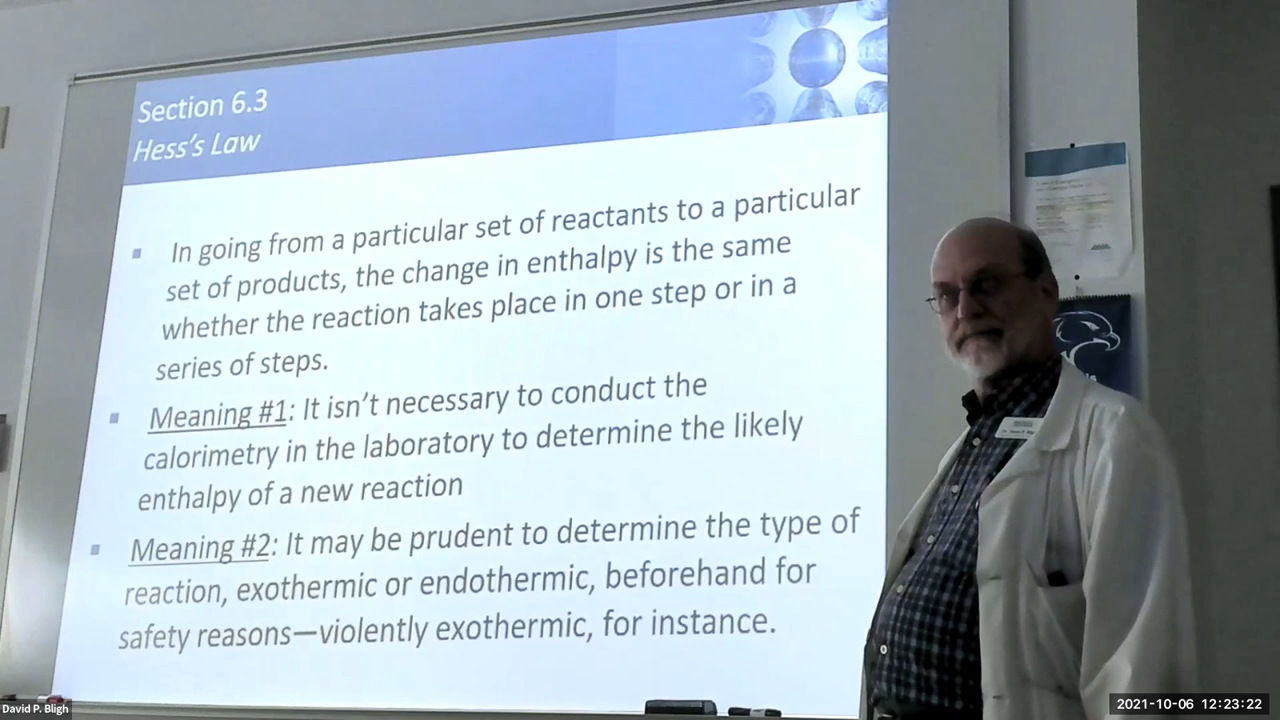 Section 6.3
Hess's Law
In going from a particular set of reactants to a particular
set of products, the change in enthalpy is the same
whether the reaction takes place in one step or in a
series of steps.
Meaning #1: It isn't necessary to conduct the
calorimetry in the laboratory to determine the likely
enthalpy of a new reaction
Meaning #2: It may be prudent to determine the type of
reaction, exothermic or endothermic, beforehand for
safety reasons—violently exothermic, for instance.
David P. Bligh
2021-10-06 12:23:22